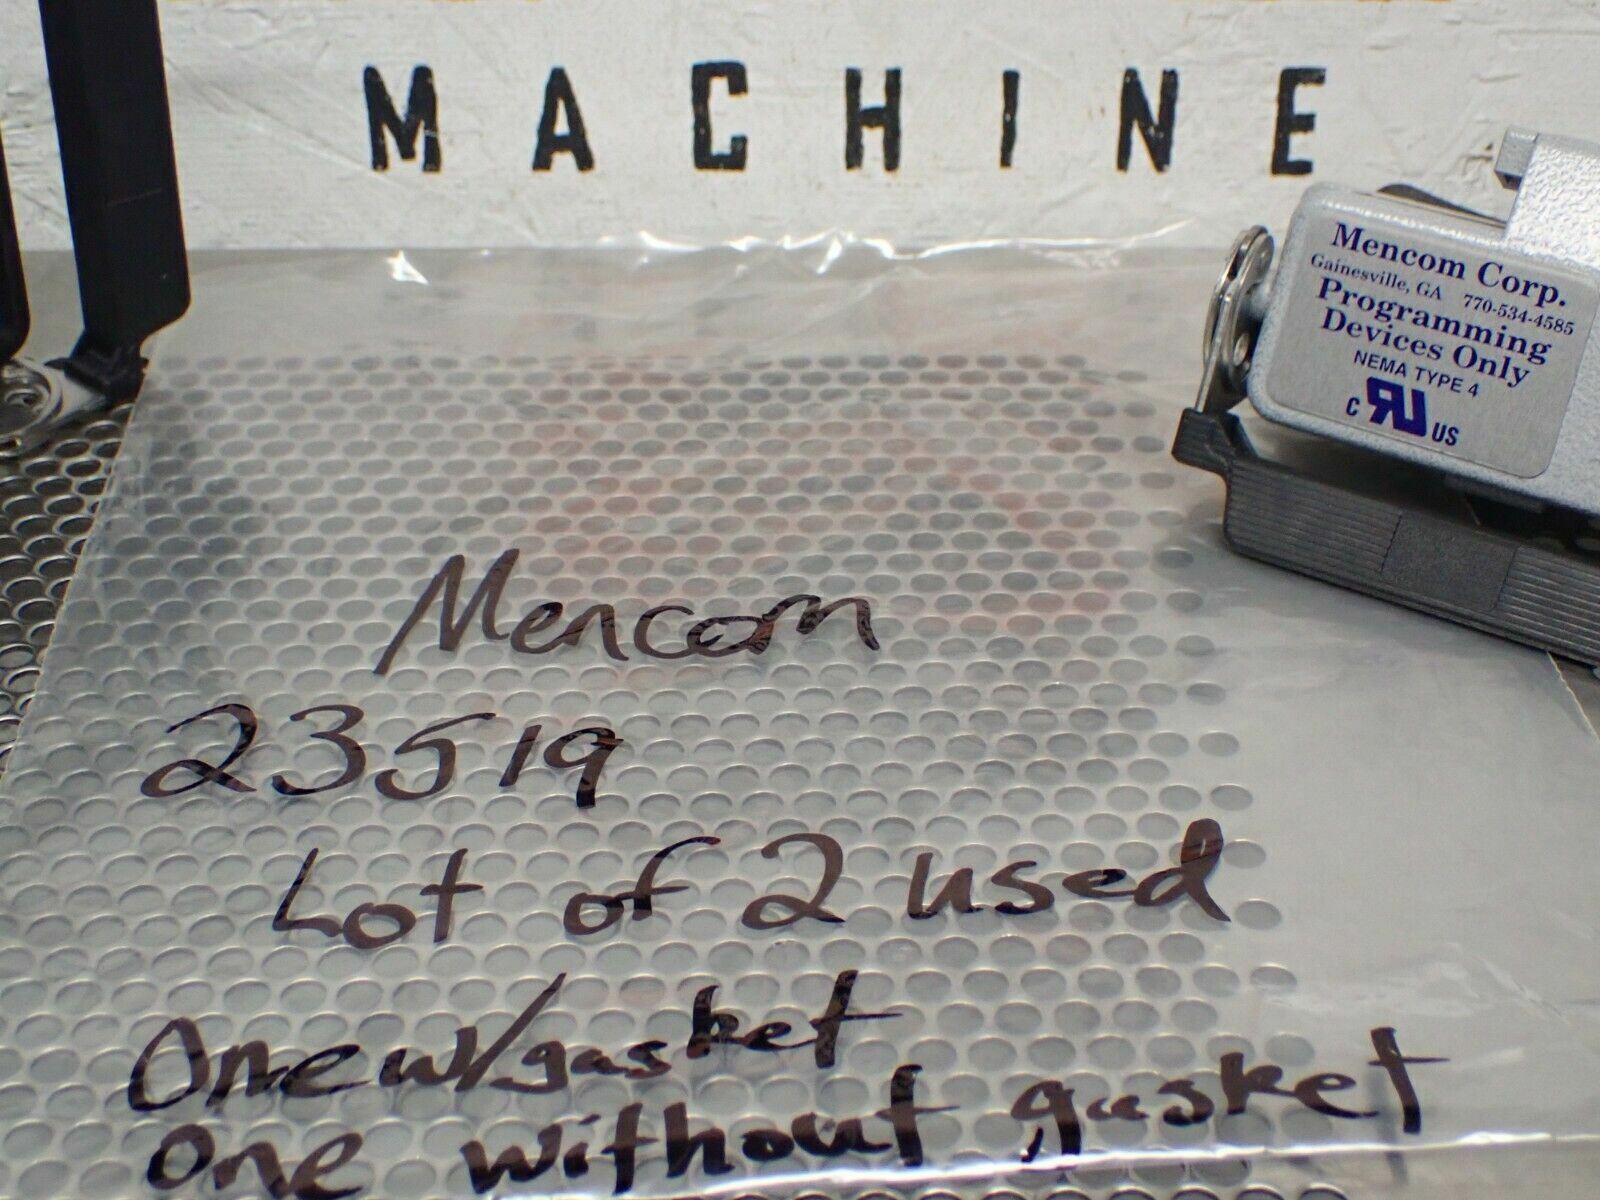 MACHINE
Mencom Corp.
Gainesville, GA 770-534-4585
Programming
Devices Only
NEMA TYPE 4
C RU US
Mencom
23519
Lot of 2 used
One w/gasket
One without gasket